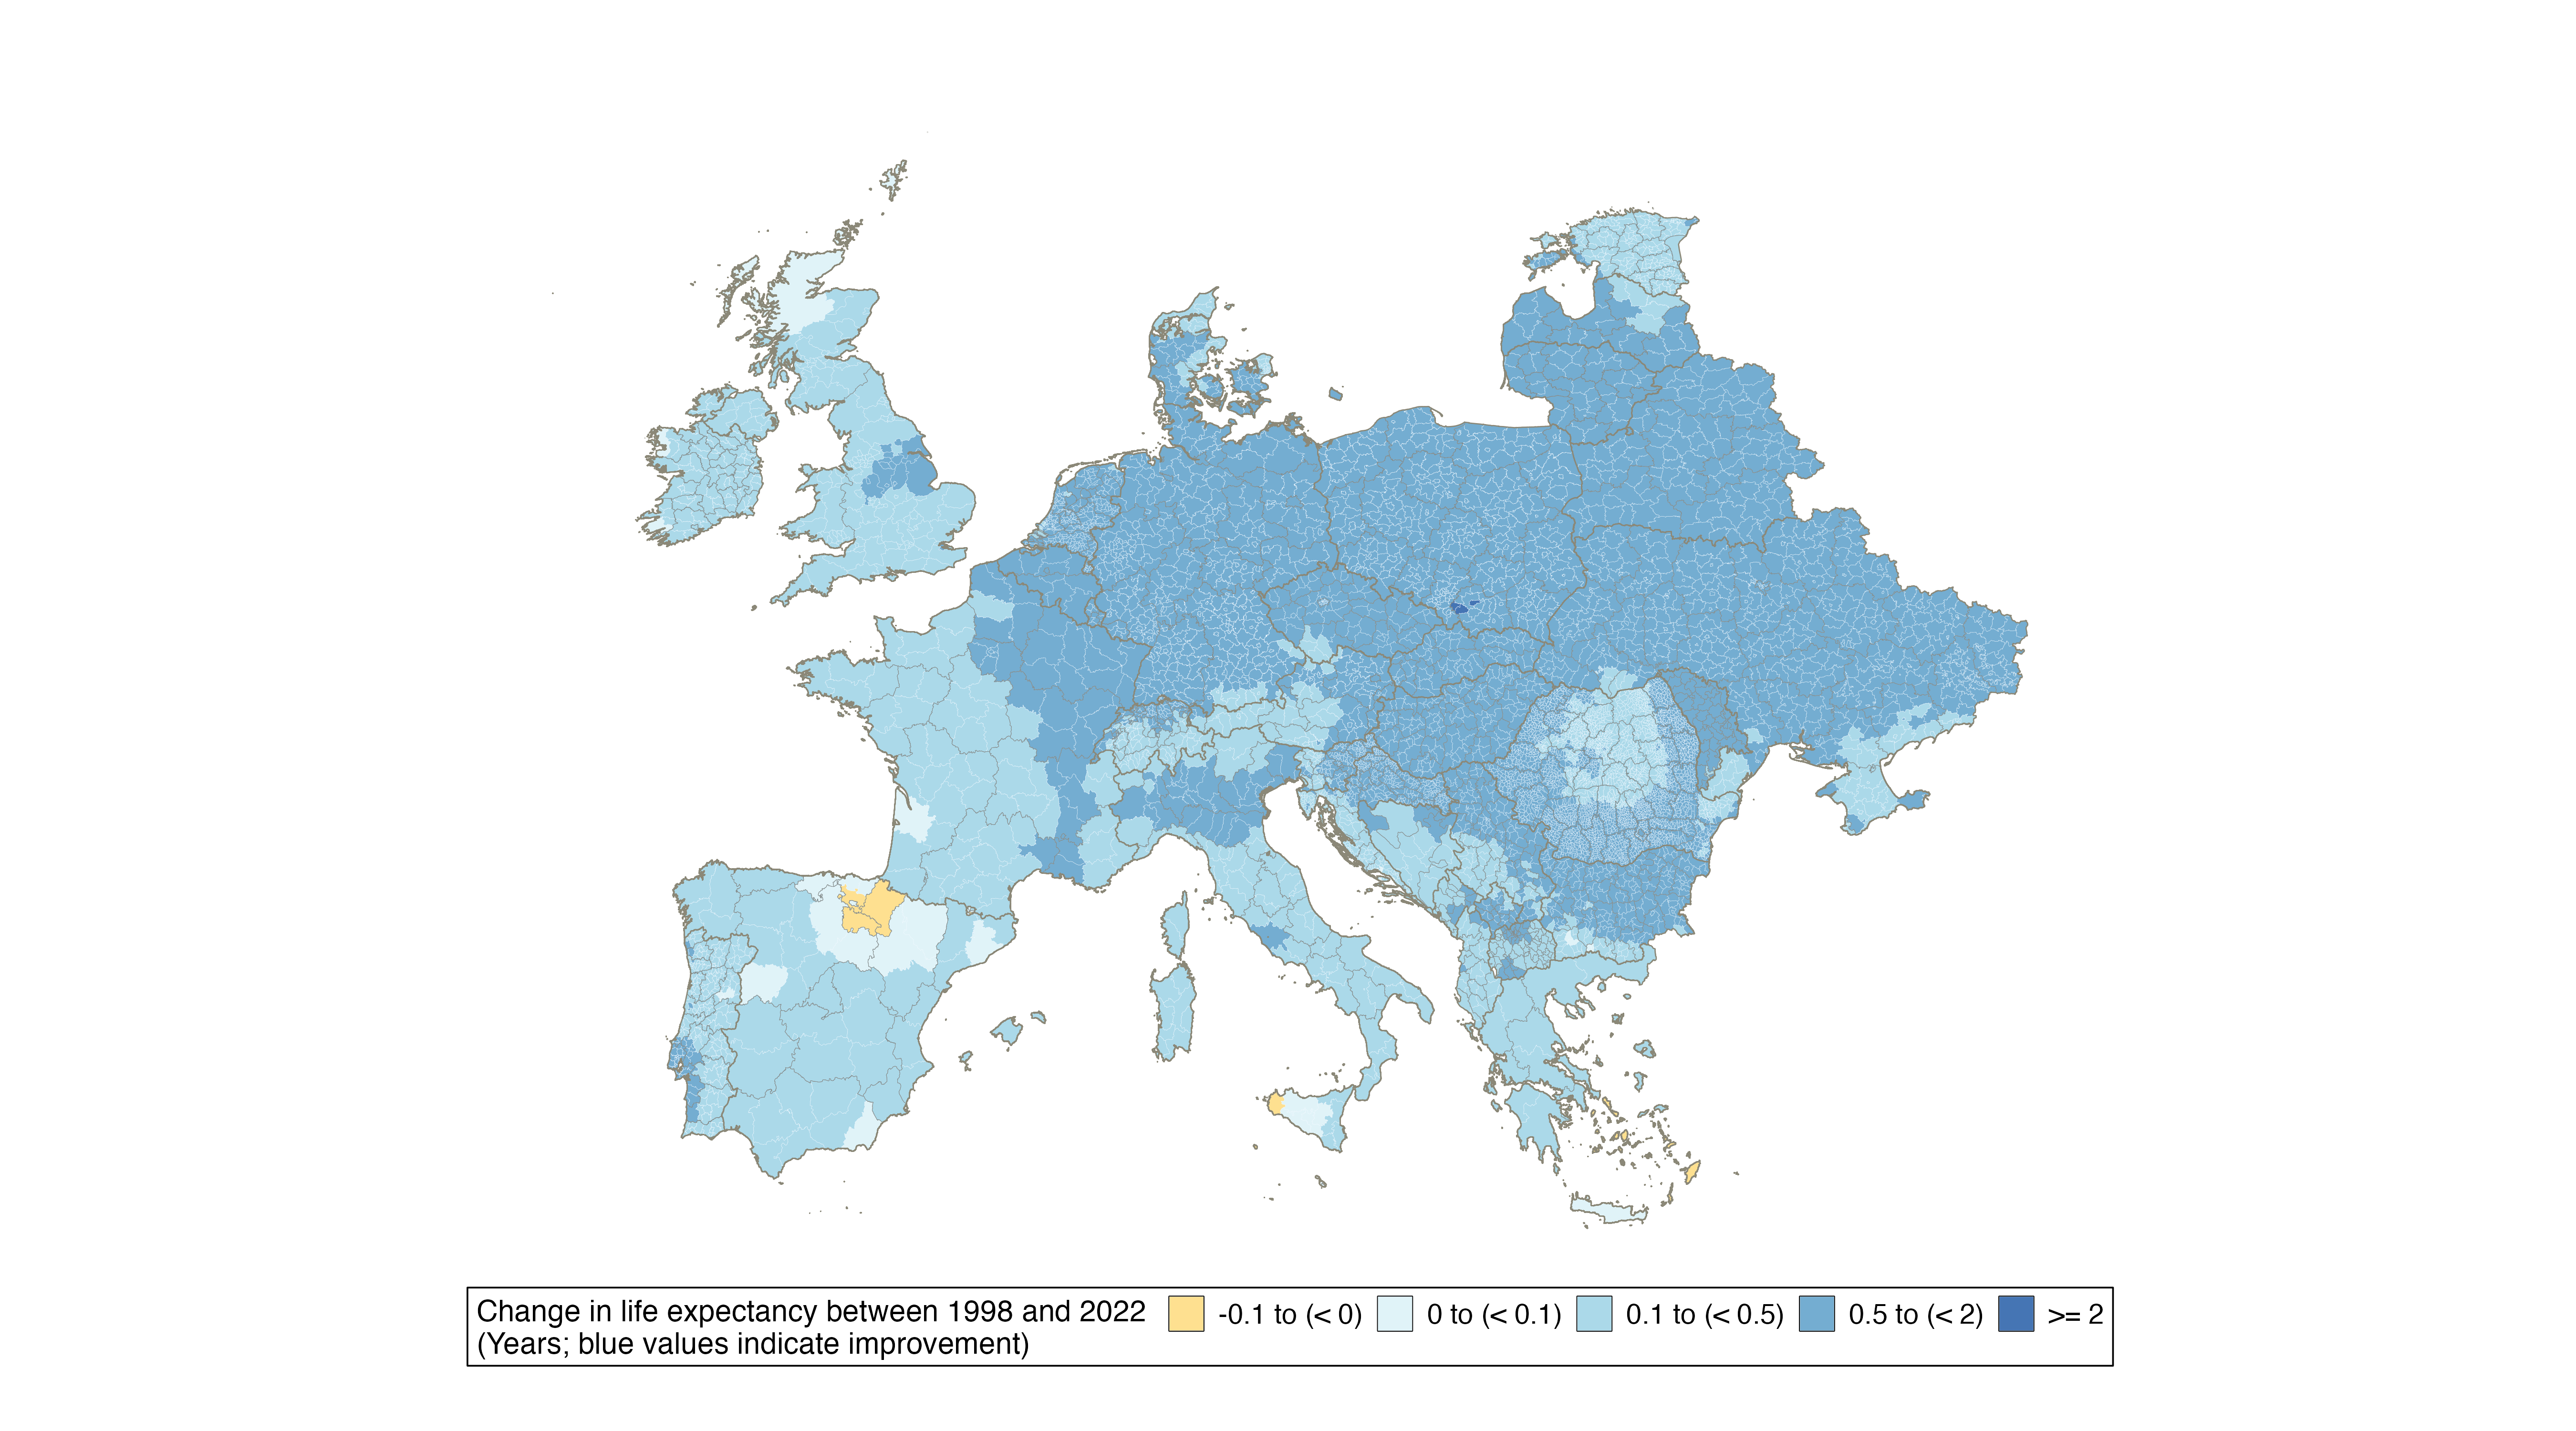 Change in life expectancy between 1998 and 2022
(Years; blue values indicate improvement)
-0.1 to (< 0)
0 to (< 0.1)
0.1 to (< 0.5)
0.5 to (< 2)
>= 2